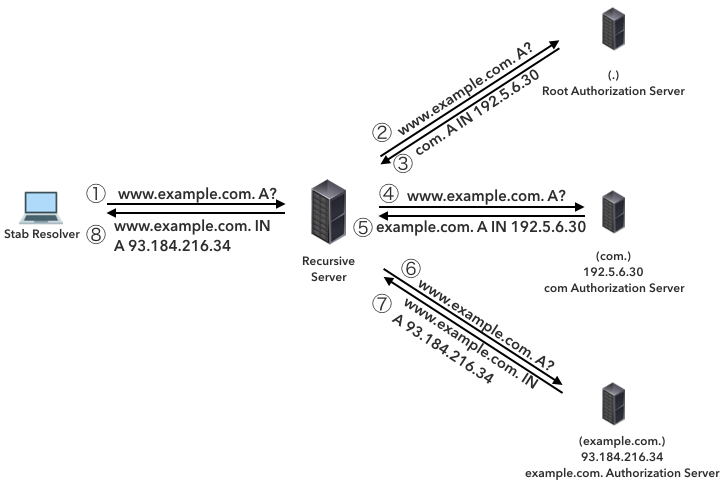 (.)
Root Authorization Server
② www.example.com. A?
③ com. A IN 192.5.6.30
① www.example.com. A?
⑧ www.example.com. IN
A 93.184.216.34
Stab Resolver
Recursive
Server
④ www.example.com. A?
⑤ example.com. A IN 192.5.6.30
(com.)
192.5.6.30
com Authorization Server
⑥ www.example.com. A?
⑦ www.example.com. IN
A 93.184.216.34
(example.com.)
93.184.216.34
example.com. Authorization Server